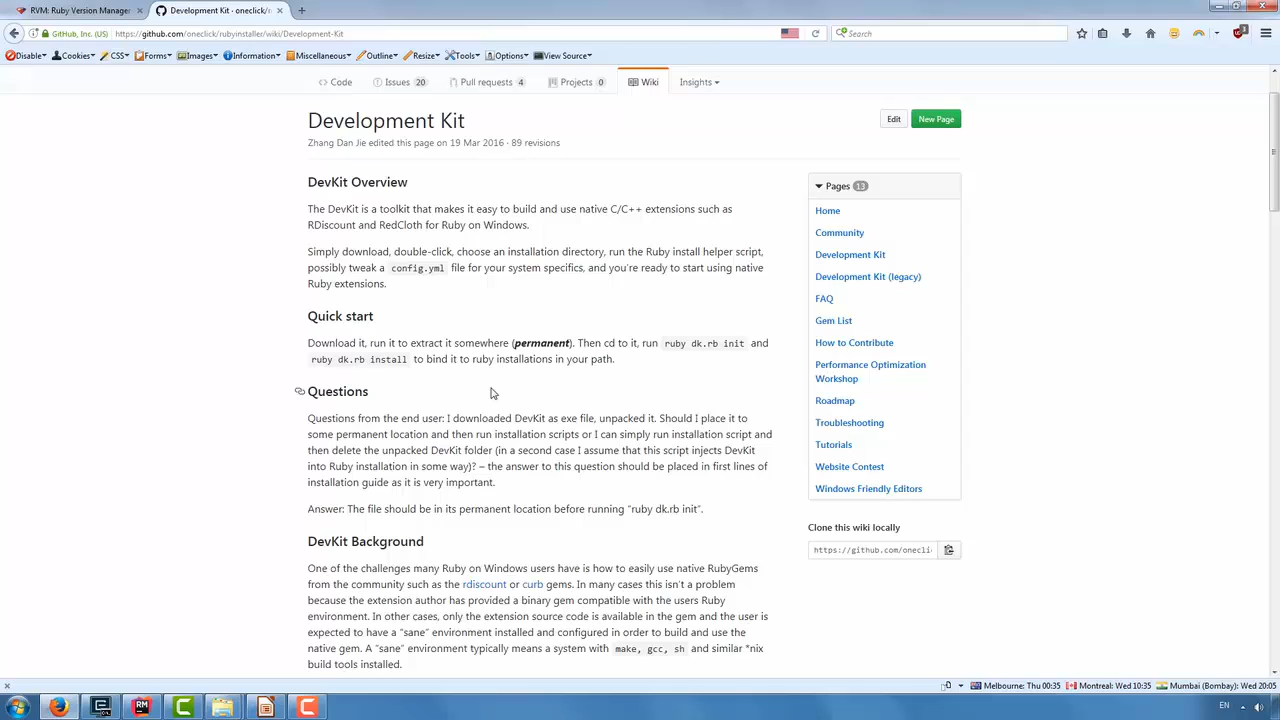 RVM: Ruby Version Manager
Development Kit · oneclick/r
GitHub, Inc. (US)
https://github.com/oneclick/rubyinstaller/wiki/Development-Kit
Search
3
Disable
Cookies
CSS
Forms
Images
Information
Miscellaneous
Outline
Resize
Tools
Options
View Source
Code
Issues 20
Pull requests 4
Projects 0
Wiki
Insights
Development Kit
Edit
New Page
Zhang Dan Jie edited this page on 19 Mar 2016 · 89 revisions
DevKit Overview
The DevKit is a toolkit that makes it easy to build and use native C/C++ extensions such as
RDiscount and RedCloth for Ruby on Windows.
Simply download, double-click, choose an installation directory, run the Ruby install helper script,
possibly tweak a config.yml file for your system specifics, and you're ready to start using native
Ruby extensions.
Quick start
Download it, run it to extract it somewhere (permanent). Then cd to it, run ruby dk.rb init and
ruby dk.rb install to bind it to ruby installations in your path.
Questions
Questions from the end user: I downloaded DevKit as exe file, unpacked it. Should I place it to
some permanent location and then run installation scripts or I can simply run installation script and
then delete the unpacked DevKit folder (in a second case I assume that this script injects DevKit
into Ruby installation in some way)? – the answer to this question should be placed in first lines of
installation guide as it is very important.
Answer: The file should be in its permanent location before running "ruby dk.rb init".
DevKit Background
One of the challenges many Ruby on Windows users have is how to easily use native RubyGems
from the community such as the rdiscount or curb gems. In many cases this isn't a problem
because the extension author has provided a binary gem compatible with the users Ruby
environment. In other cases, only the extension source code is available in the gem and the user is
expected to have a "sane" environment installed and configured in order to build and use the
native gem. A "sane" environment typically means a system with make, gcc, sh and similar *nix
build tools installed.
Pages 13
Home
Community
Development Kit
Development Kit (legacy)
FAQ
Gem List
How to Contribute
Performance Optimization
Workshop
Roadmap
Troubleshooting
Tutorials
Website Contest
Windows Friendly Editors
Clone this wiki locally
https://github.com/onecli
Melbourne: Thu 00:35
Montreal: Wed 10:35
Mumbai (Bombay): Wed 20:05
RM
C
C
EN